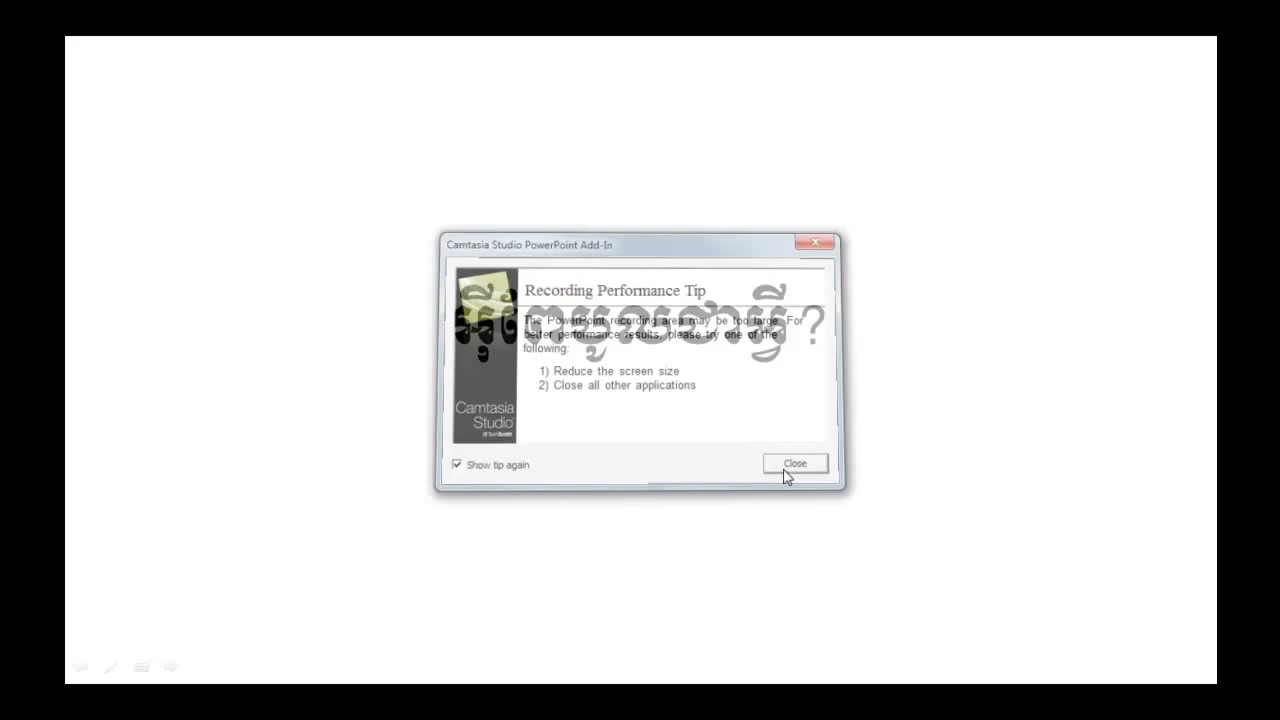 Camtasia Studio PowerPoint Add-In
Recording Performance Tip
The PowerPoint recording area may be too large. For
better performance results, please try one of the
following:
1) Reduce the screen size
2) Close all other applications
Camtasia
Studio
Show tip again
Close